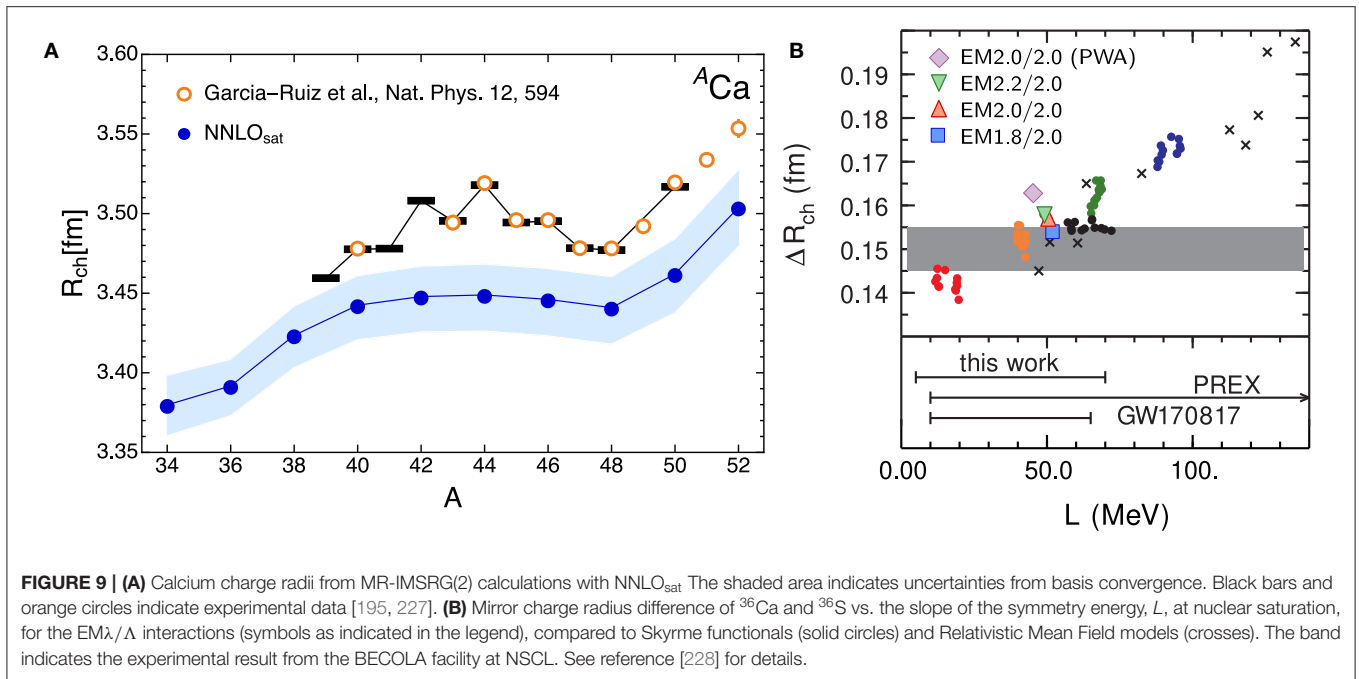 A
3.60
3.55
3.50
3.45
3.40
3.35
R_ch[fm]
ᴬCa
Garcia–Ruiz et al., Nat. Phys. 12, 594
NNLO_sat
34 36 38 40 42 44 46 48 50 52
A
B
0.19
0.18
0.17
0.16
0.15
0.14
Δ R_ch (fm)
EM2.0/2.0 (PWA)
EM2.2/2.0
EM2.0/2.0
EM1.8/2.0
this work
PREX
GW170817
0.00 50.0 100.
L (MeV)
FIGURE 9 | (A) Calcium charge radii from MR-IMSRG(2) calculations with NNLO_sat The shaded area indicates uncertainties from basis convergence. Black bars and
orange circles indicate experimental data [195, 227]. (B) Mirror charge radius difference of ³⁶Ca and ³⁶S vs. the slope of the symmetry energy, L, at nuclear saturation,
for the EMλ/Λ interactions (symbols as indicated in the legend), compared to Skyrme functionals (solid circles) and Relativistic Mean Field models (crosses). The band
indicates the experimental result from the BECOLA facility at NSCL. See reference [228] for details.